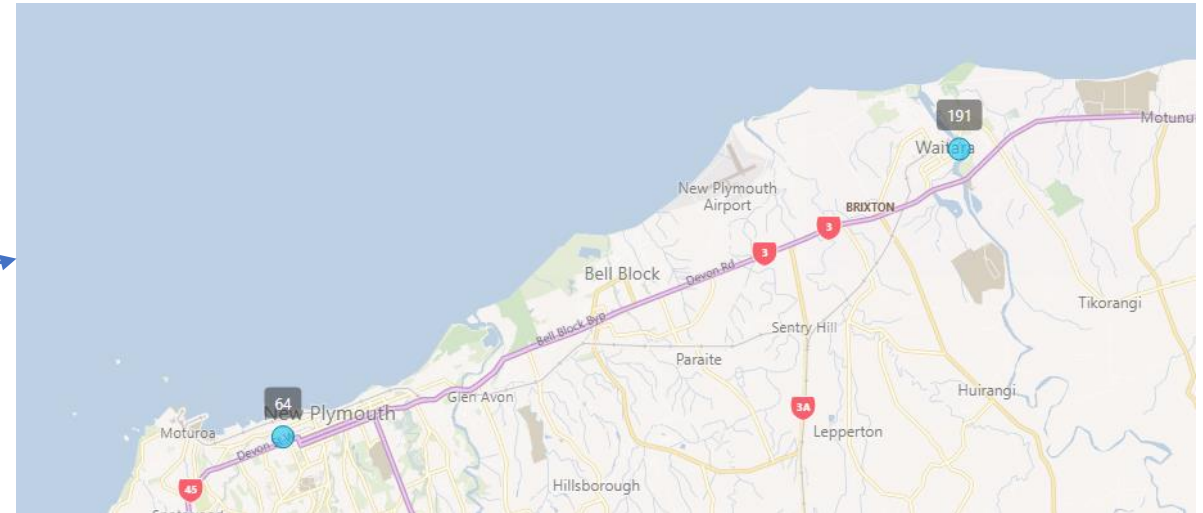 191
Motunu
Waitara
New Plymouth
Airport
BRIXTON
3
3
Bell Block
Devon Rd
Tikorangi
Bell Block Byp
Sentry Hill
Paraite
Huirangi
Glen Avon
64
New Plymouth
3A
Moturoa
Lepperton
Devon
45
Hillsborough